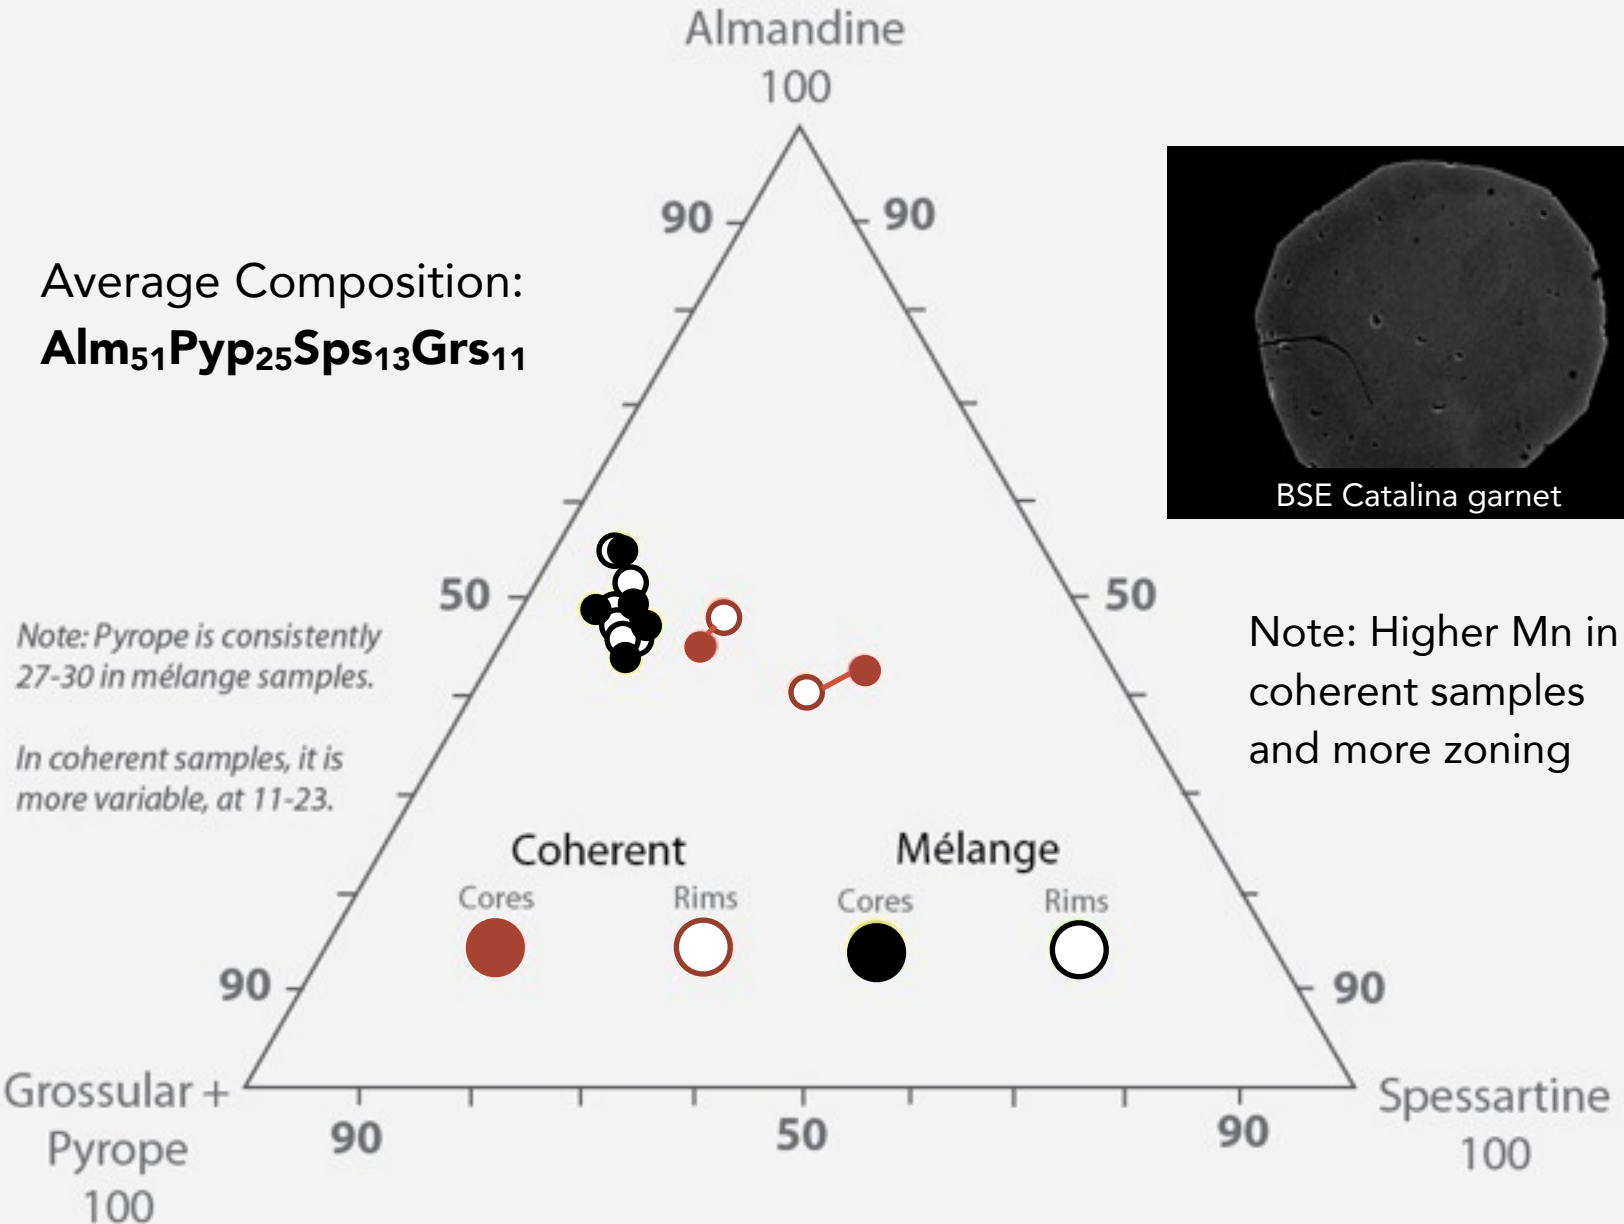 Almandine
100
90
90
Average Composition:
Alm₅₁Pyp₂₅Sps₁₃Grs₁₁
BSE Catalina garnet
50
50
Note: Pyrope is consistently
27-30 in mélange samples.
In coherent samples, it is
more variable, at 11-23.
Note: Higher Mn in
coherent samples
and more zoning
Coherent
Mélange
Cores
Rims
Cores
Rims
90
90
Grossular +
Pyrope
100
90
50
90
Spessartine
100